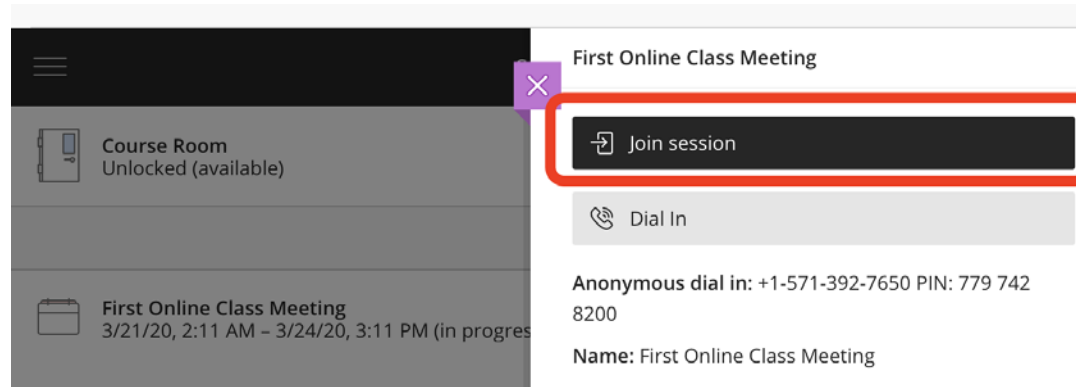 Course Room
Unlocked (available)
First Online Class Meeting
3/21/20, 2:11 AM – 3/24/20, 3:11 PM (in progres
First Online Class Meeting
Join session
Dial In
Anonymous dial in: +1-571-392-7650 PIN: 779 742
8200
Name: First Online Class Meeting